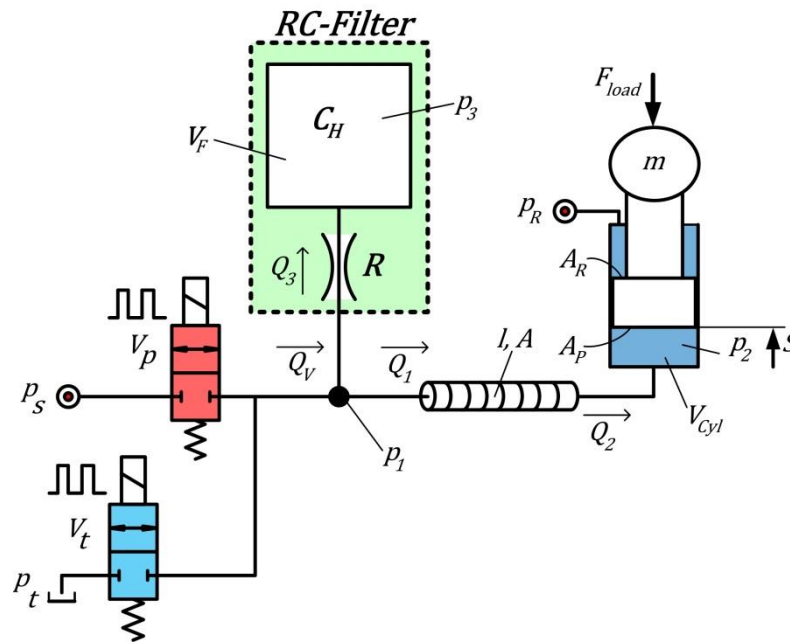 RC-Filter
C_H
p_3
V_F
F_load
m
p_R
Q_3
R
A_R
V_p
Q_V
Q_1
l, A
A_P
p_2
S
p_S
Q_2
V_Cyl
p_1
V_t
p_t